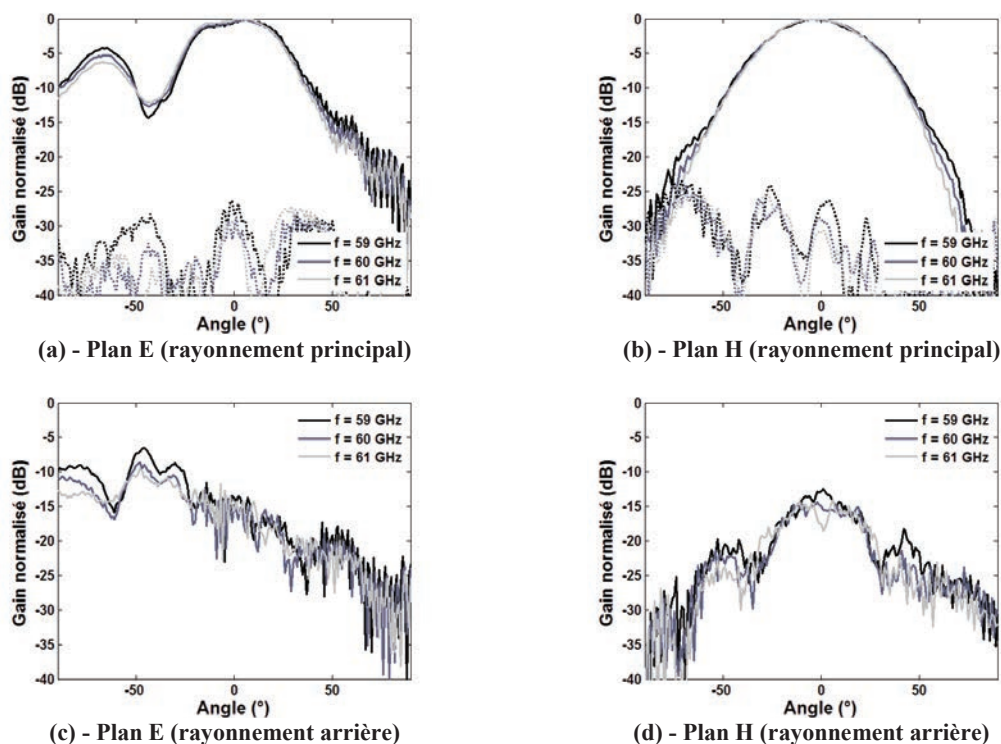 0
-5
-10
-15
-20
-25
-30
-35
-40
Gain normalisé (dB)
f = 59 GHz
f = 60 GHz
f = 61 GHz
-50
0
50
Angle (°)
(a) - Plan E (rayonnement principal)
0
-5
-10
-15
-20
-25
-30
-35
-40
Gain normalisé (dB)
f = 59 GHz
f = 60 GHz
f = 61 GHz
-50
0
50
Angle (°)
(b) - Plan H (rayonnement principal)
0
-5
-10
-15
-20
-25
-30
-35
-40
Gain normalisé (dB)
f = 59 GHz
f = 60 GHz
f = 61 GHz
-50
0
50
Angle (°)
(c) - Plan E (rayonnement arrière)
0
-5
-10
-15
-20
-25
-30
-35
-40
Gain normalisé (dB)
f = 59 GHz
f = 60 GHz
f = 61 GHz
-50
0
50
Angle (°)
(d) - Plan H (rayonnement arrière)